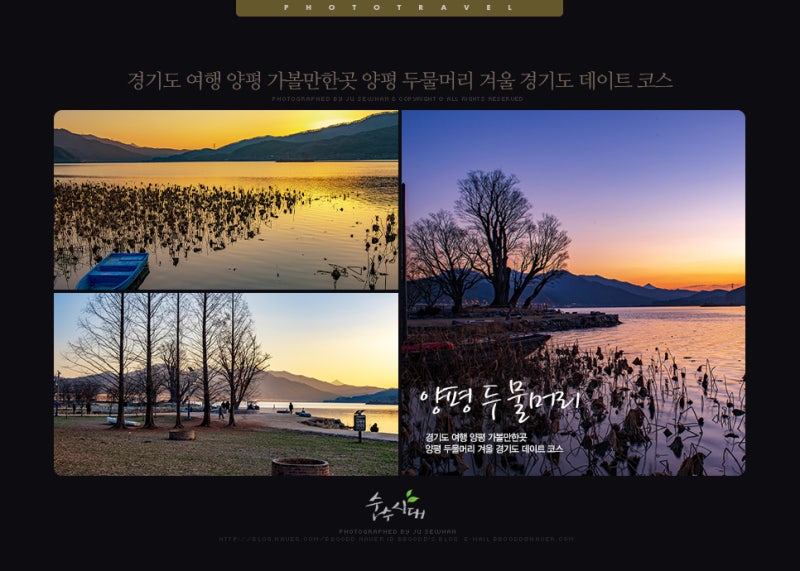 PHOTOTRAVEL
경기도 여행 양평 가볼만한곳 양평 두물머리 겨울 경기도 데이트 코스
PHOTOGRAPHED BY JU SEWHAN & COPYRIGHT © ALL RIGHTS RESERVED
양평 두물머리
경기도 여행 양평 가볼만한곳
양평 두물머리 겨울 경기도 데이트 코스
순수시대
PHOTOGRAPHED BY JU SEWHAN